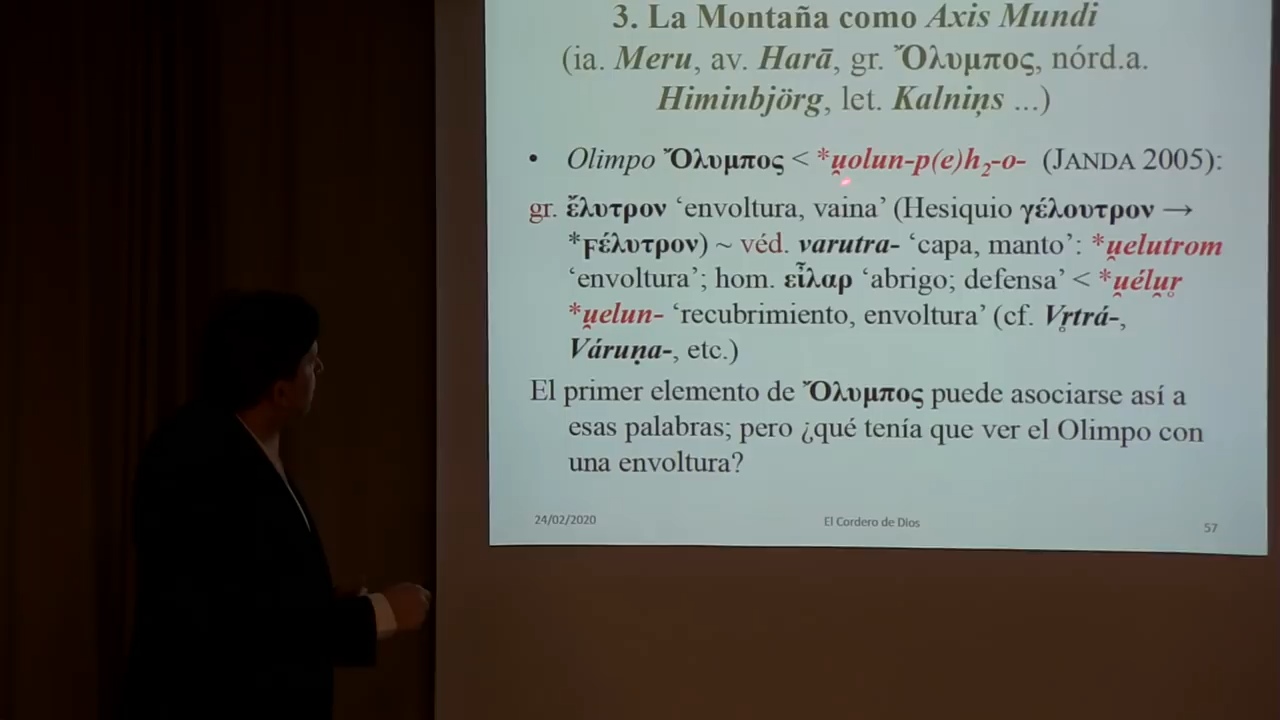 3. La Montaña como Axis Mundi
(ia. Meru, av. Harā, gr. Ὄλυμπος, nórd.a.
Himinbjörg, let. Kalniņs ...)
• Olimpo Ὄλυμπος < *u̯olun-p(e)h₂-o- (JANDA 2005):
gr. ἔλυτρον ‘envoltura, vaina’ (Hesiquio γέλουτρον →
*ϝέλυτρον) ~ véd. varutra- ‘capa, manto’: *u̯elutrom
‘envoltura’; hom. εἶλαρ ‘abrigo; defensa’ < *u̯élu̯r̥
*u̯elun- ‘recubrimiento, envoltura’ (cf. Vr̥trá-,
Váruṇa-, etc.)
El primer elemento de Ὄλυμπος puede asociarse así a
esas palabras; pero ¿qué tenía que ver el Olimpo con
una envoltura?
24/02/2020 El Cordero de Dios 57